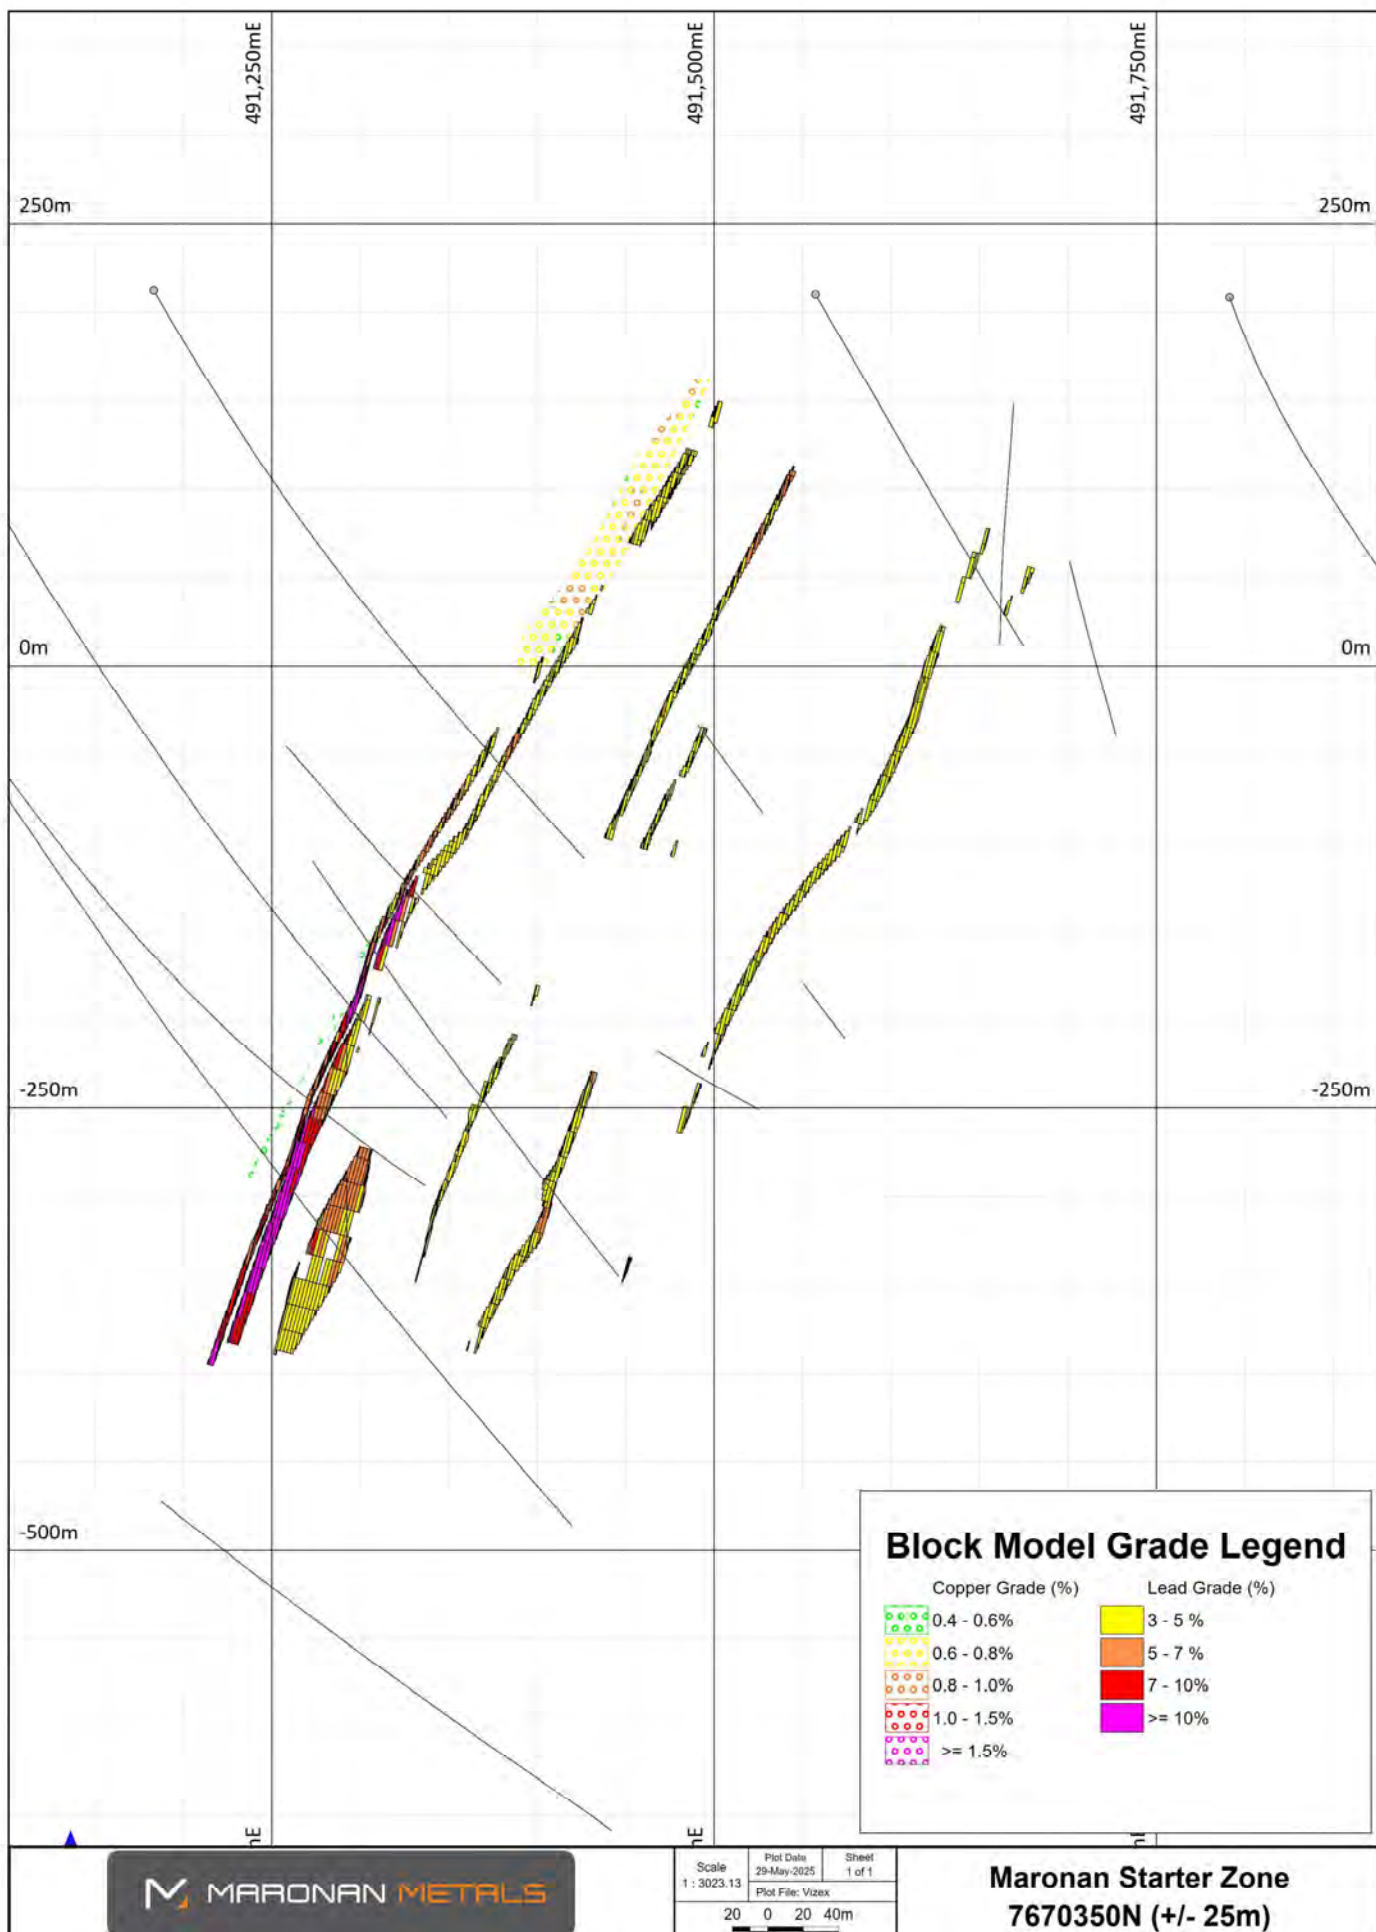 491,250mE
491,500mE
491,750mE
250m
250m
0m
0m
-250m
-250m
-500m
Block Model Grade Legend
Copper Grade (%)
Lead Grade (%)
0.4 - 0.6%
3 - 5 %
0.6 - 0.8%
5 - 7 %
0.8 - 1.0%
7 - 10%
1.0 - 1.5%
>= 10%
>= 1.5%
MARONAN METALS
Scale
1 : 3023.13
Plot Date
29-May-2025
Sheet
1 of 1
Plot File: Vizex
20 0 20 40m
Maronan Starter Zone
7670350N (+/- 25m)